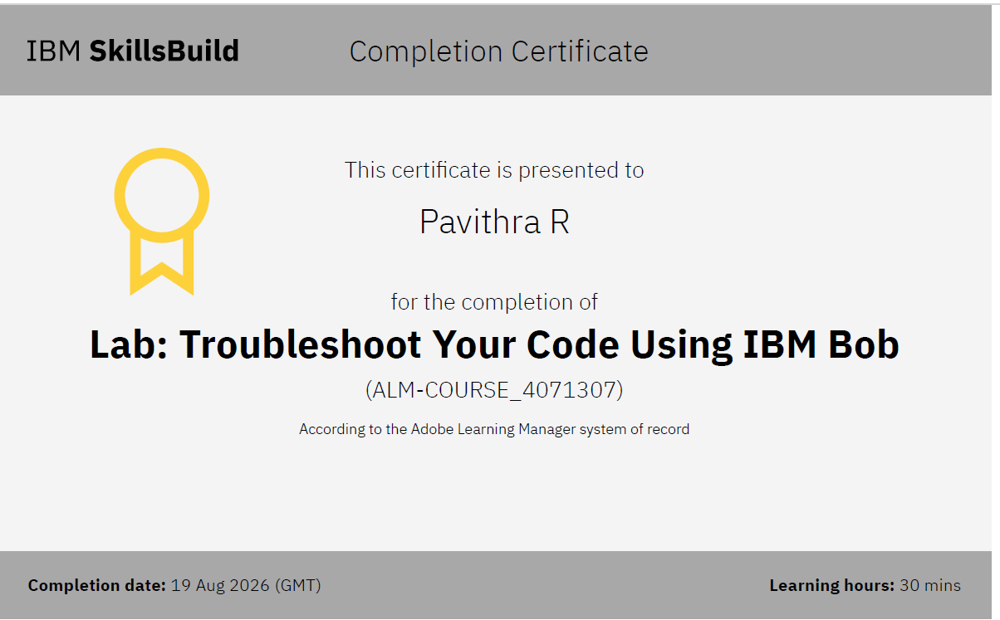 IBM SkillsBuild
Completion Certificate
This certificate is presented to
Pavithra R
for the completion of
Lab: Troubleshoot Your Code Using IBM Bob
(ALM-COURSE_4071307)
According to the Adobe Learning Manager system of record
Completion date: 19 Aug 2026 (GMT)
Learning hours: 30 mins